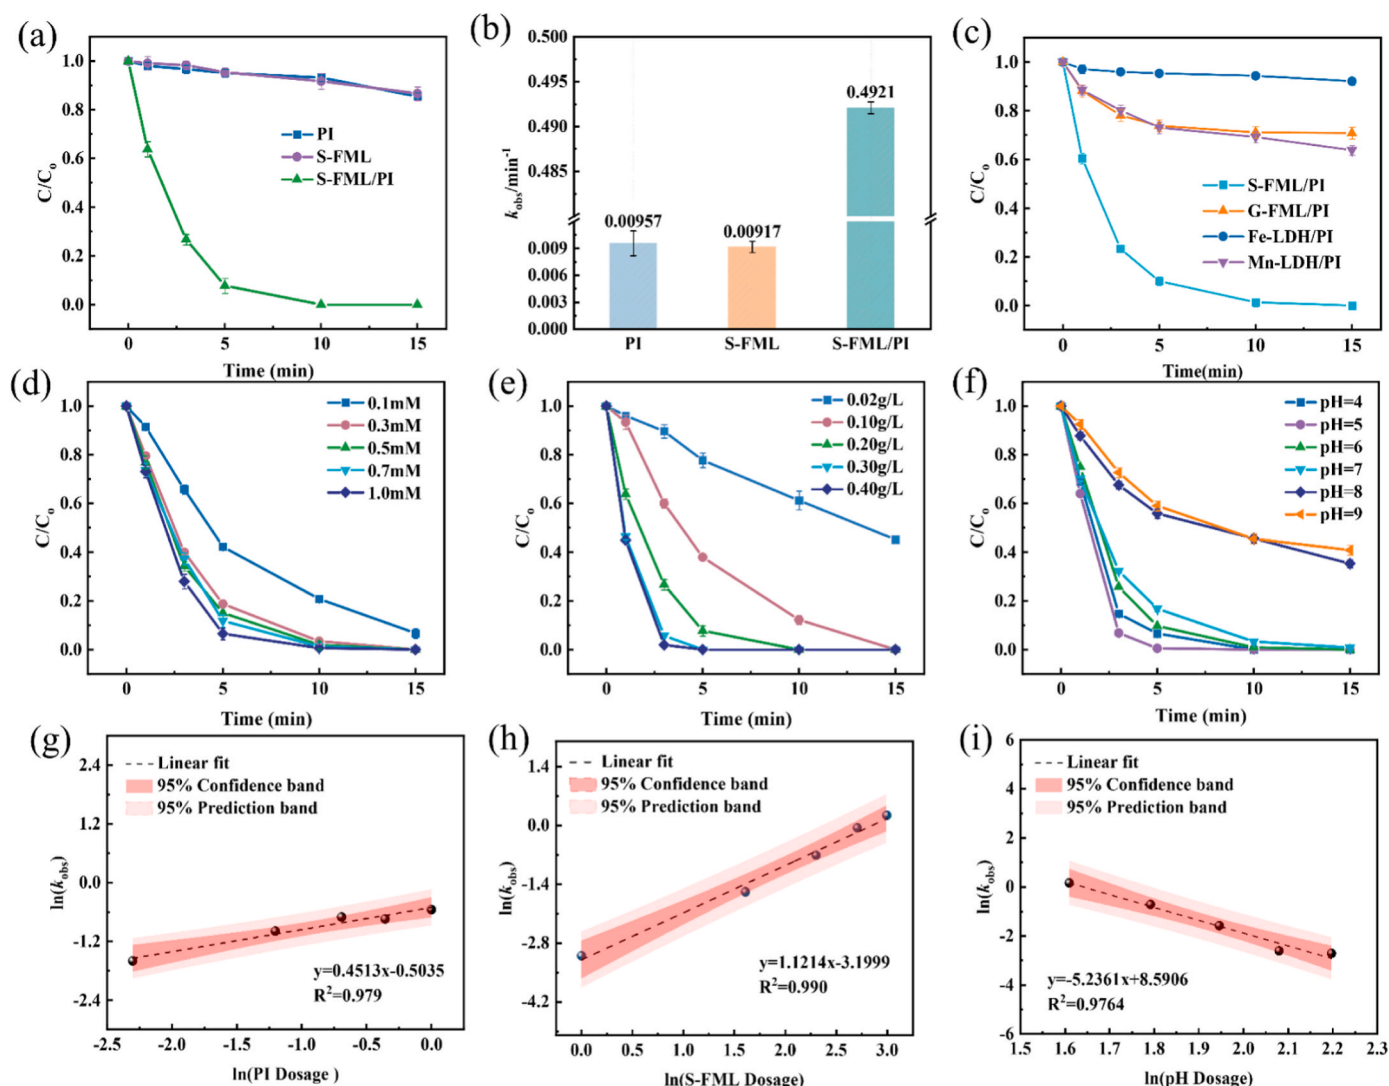 (a)
C/Co
1.0
0.8
0.6
0.4
0.2
0.0
PI
S-FML
S-FML/PI
0
5
10
15
Time (min)
(b)
kobs/min-1
0.500
0.495
0.490
0.485
0.009
0.006
0.003
0.000
0.00957
0.00917
0.4921
PI
S-FML
S-FML/PI
(c)
C/Co
1.0
0.8
0.6
0.4
0.2
0.0
S-FML/PI
G-FML/PI
Fe-LDH/PI
Mn-LDH/PI
0
5
10
15
Time(min)
(d)
C/Co
1.0
0.8
0.6
0.4
0.2
0.0
0.1mM
0.3mM
0.5mM
0.7mM
1.0mM
0
5
10
15
Time (min)
(e)
C/Co
1.0
0.8
0.6
0.4
0.2
0.0
0.02g/L
0.10g/L
0.20g/L
0.30g/L
0.40g/L
0
5
10
15
Time (min)
(f)
C/Co
1.0
0.8
0.6
0.4
0.2
0.0
pH=4
pH=5
pH=6
pH=7
pH=8
pH=9
0
5
10
15
Time (min)
(g)
ln(kobs)
2.4
1.2
0.0
-1.2
-2.4
Linear fit
95% Confidence band
95% Prediction band
y=0.4513x-0.5035
R2=0.979
-2.5
-2.0
-1.5
-1.0
-0.5
0.0
ln(PI Dosage )
(h)
ln(kobs)
1.4
0.0
-1.4
-2.8
-4.2
Linear fit
95% Confidence band
95% Prediction band
y=1.1214x-3.1999
R2=0.990
0.0
0.5
1.0
1.5
2.0
2.5
3.0
ln(S-FML Dosage)
(i)
ln(kobs)
6
4
2
0
-2
-4
-6
Linear fit
95% Confidence band
95% Prediction band
y=-5.2361x+8.5906
R2=0.9764
1.5
1.6
1.7
1.8
1.9
2.0
2.1
2.2
2.3
ln(pH Dosage)